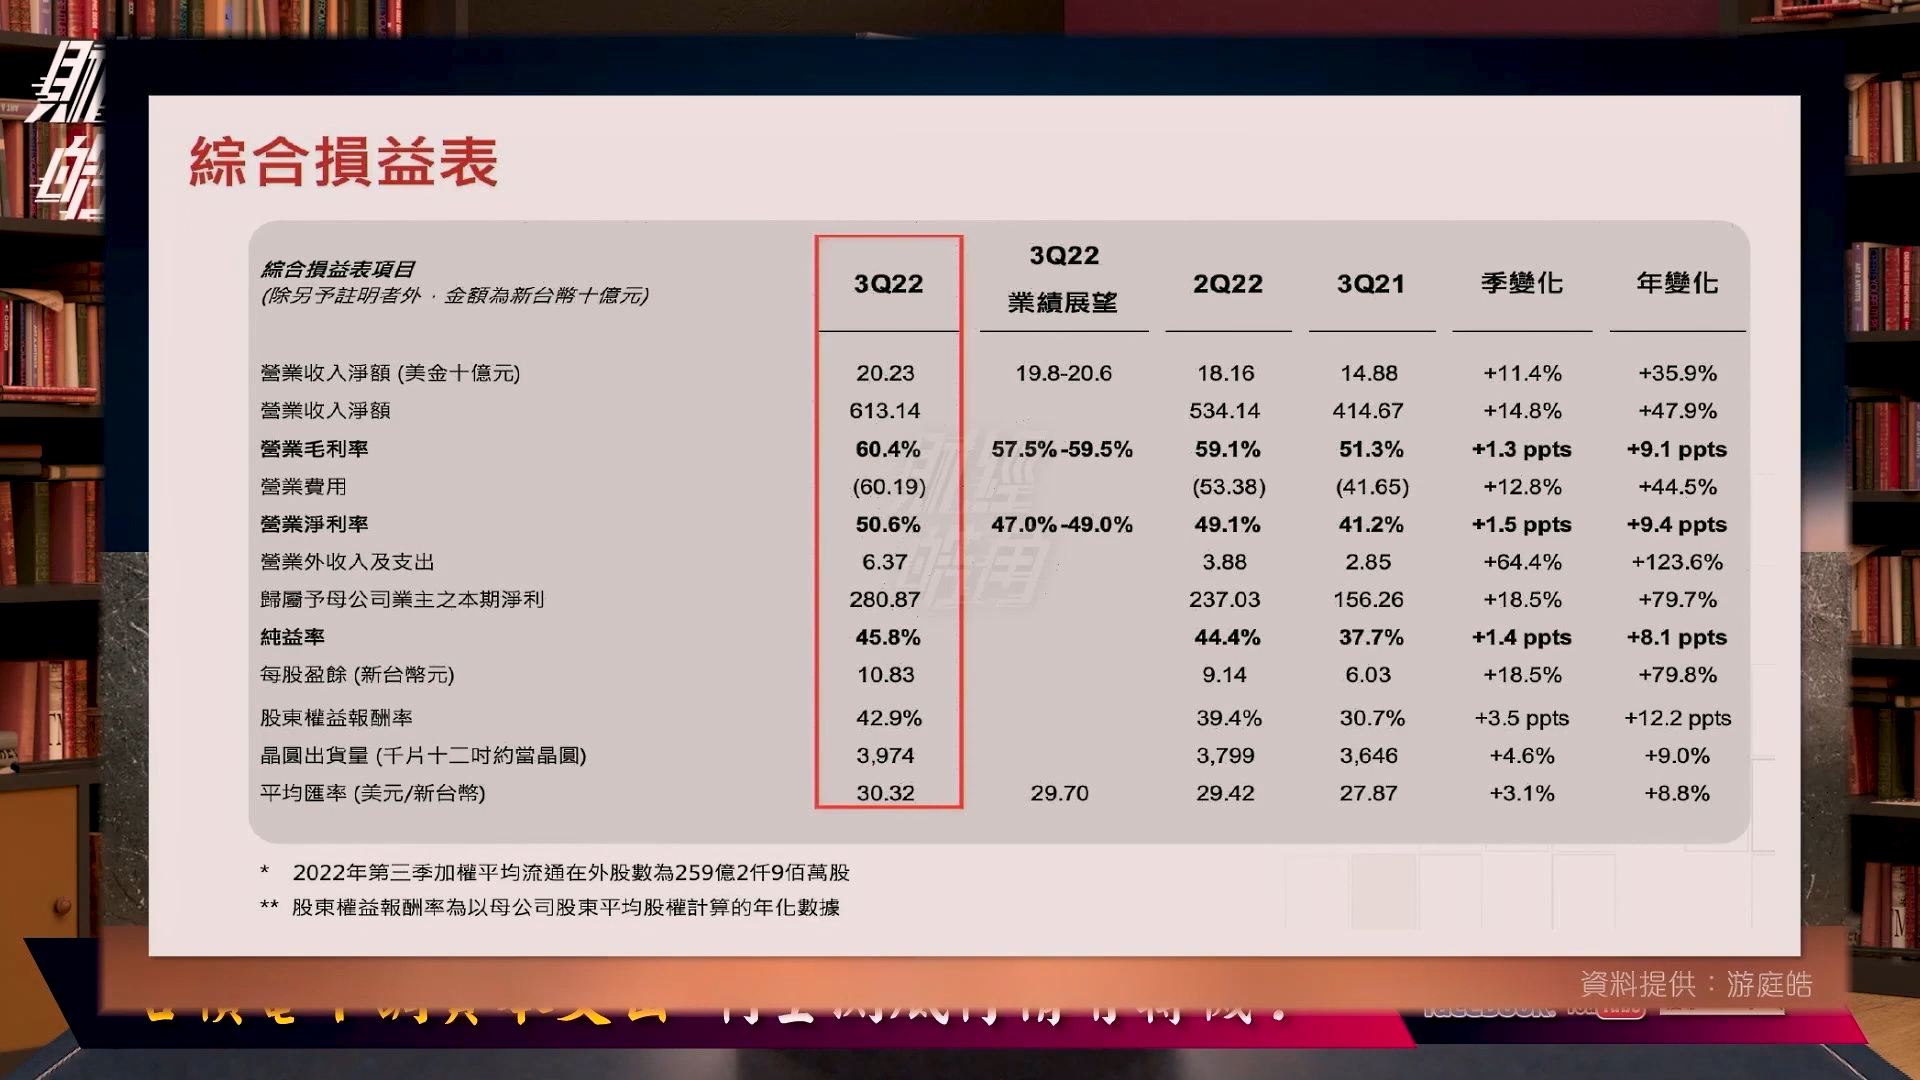 財
皓
綜合損益表
綜合損益表項目
(除另予註明者外，金額為新台幣十億元)
3Q22
3Q22
業績展望
2Q22
3Q21
季變化
年變化
營業收入淨額 (美金十億元) 20.23 19.8-20.6 18.16 14.88 +11.4% +35.9%
營業收入淨額 613.14 534.14 414.67 +14.8% +47.9%
營業毛利率 60.4% 57.5%-59.5% 59.1% 51.3% +1.3 ppts +9.1 ppts
營業費用 (60.19) (53.38) (41.65) +12.8% +44.5%
營業淨利率 50.6% 47.0%-49.0% 49.1% 41.2% +1.5 ppts +9.4 ppts
營業外收入及支出 6.37 3.88 2.85 +64.4% +123.6%
歸屬予母公司業主之本期淨利 280.87 237.03 156.26 +18.5% +79.7%
純益率 45.8% 44.4% 37.7% +1.4 ppts +8.1 ppts
每股盈餘 (新台幣元) 10.83 9.14 6.03 +18.5% +79.8%
股東權益報酬率 42.9% 39.4% 30.7% +3.5 ppts +12.2 ppts
晶圓出貨量 (千片十二吋約當晶圓) 3,974 3,799 3,646 +4.6% +9.0%
平均匯率 (美元/新台幣) 30.32 29.70 29.42 27.87 +3.1% +8.8%
財經
皓角
* 2022年第三季加權平均流通在外股數為259億2仟9佰萬股
** 股東權益報酬率為以母公司股東平均股權計算的年化數據
資料提供：游庭皓